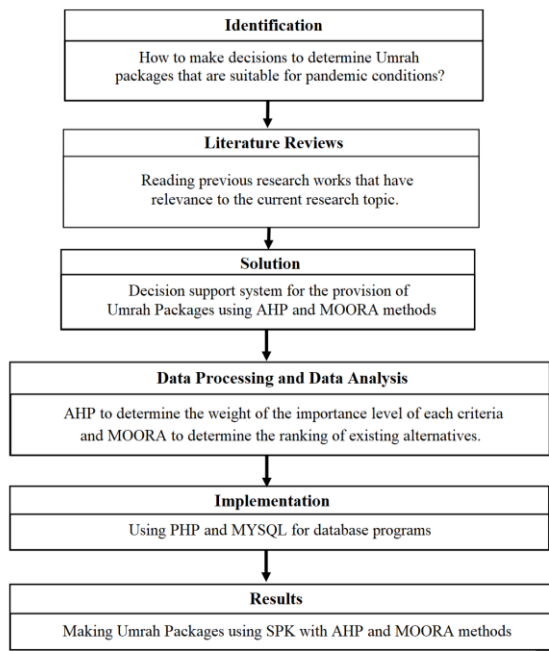 Identification
How to make decisions to determine Umrah
packages that are suitable for pandemic conditions?
Literature Reviews
Reading previous research works that have
relevance to the current research topic.
Solution
Decision support system for the provision of
Umrah Packages using AHP and MOORA methods
Data Processing and Data Analysis
AHP to determine the weight of the importance level of each criteria
and MOORA to determine the ranking of existing alternatives.
Implementation
Using PHP and MYSQL for database programs
Results
Making Umrah Packages using SPK with AHP and MOORA methods